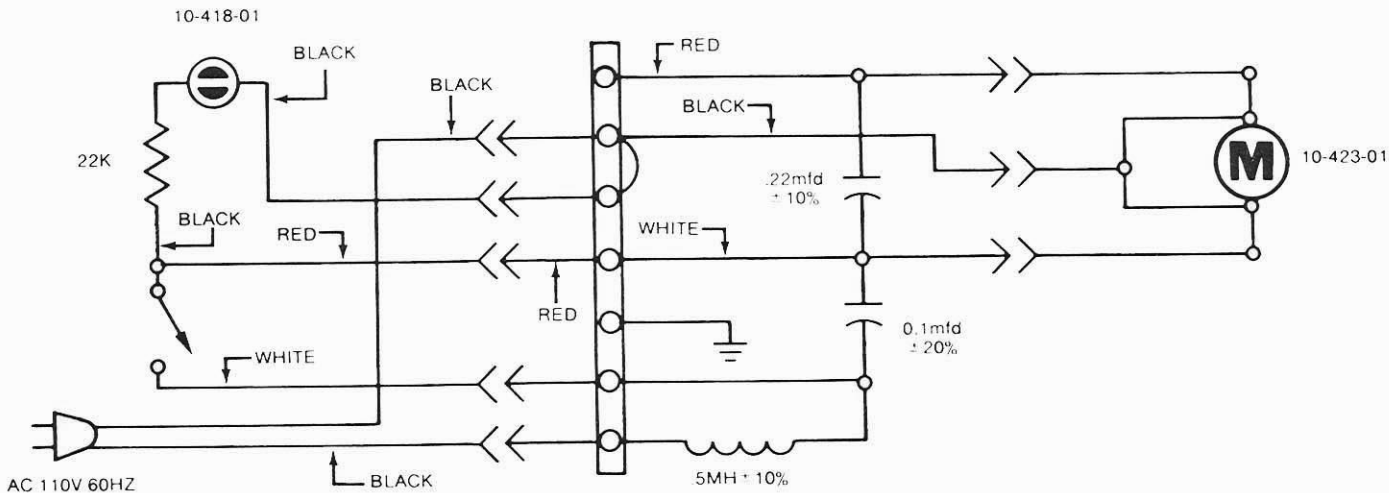 10-418-01
BLACK
RED
BLACK
BLACK
22K
10-423-01
M
.22mfd
± 10%
BLACK
RED
WHITE
RED
0.1mfd
± 20%
WHITE
AC 110V 60HZ
BLACK
.5MH ± 10%